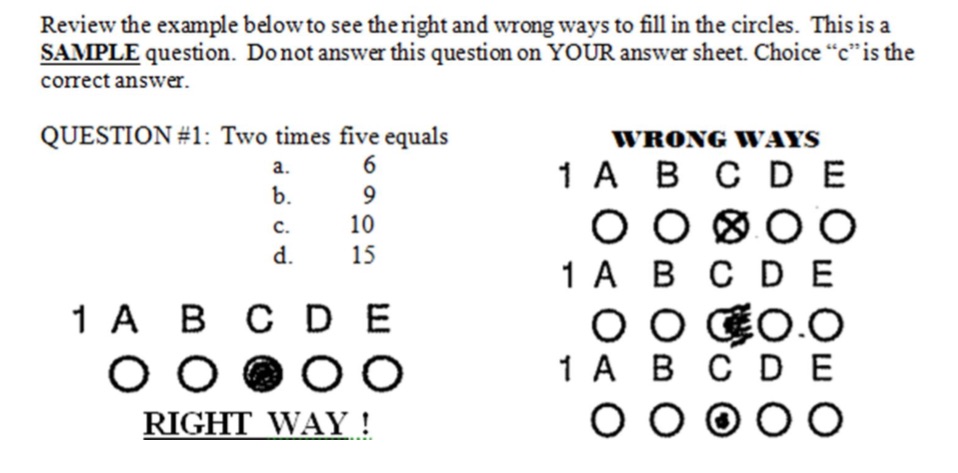 Review the example below to see the right and wrong ways to fill in the circles. This is a
SAMPLE question. Do not answer this question on YOUR answer sheet. Choice “c” is the
correct answer.
QUESTION #1: Two times five equals
a. 6
b. 9
c. 10
d. 15
1 A B C D E
RIGHT WAY !
WRONG WAYS
1 A B C D E
1 A B C D E
1 A B C D E